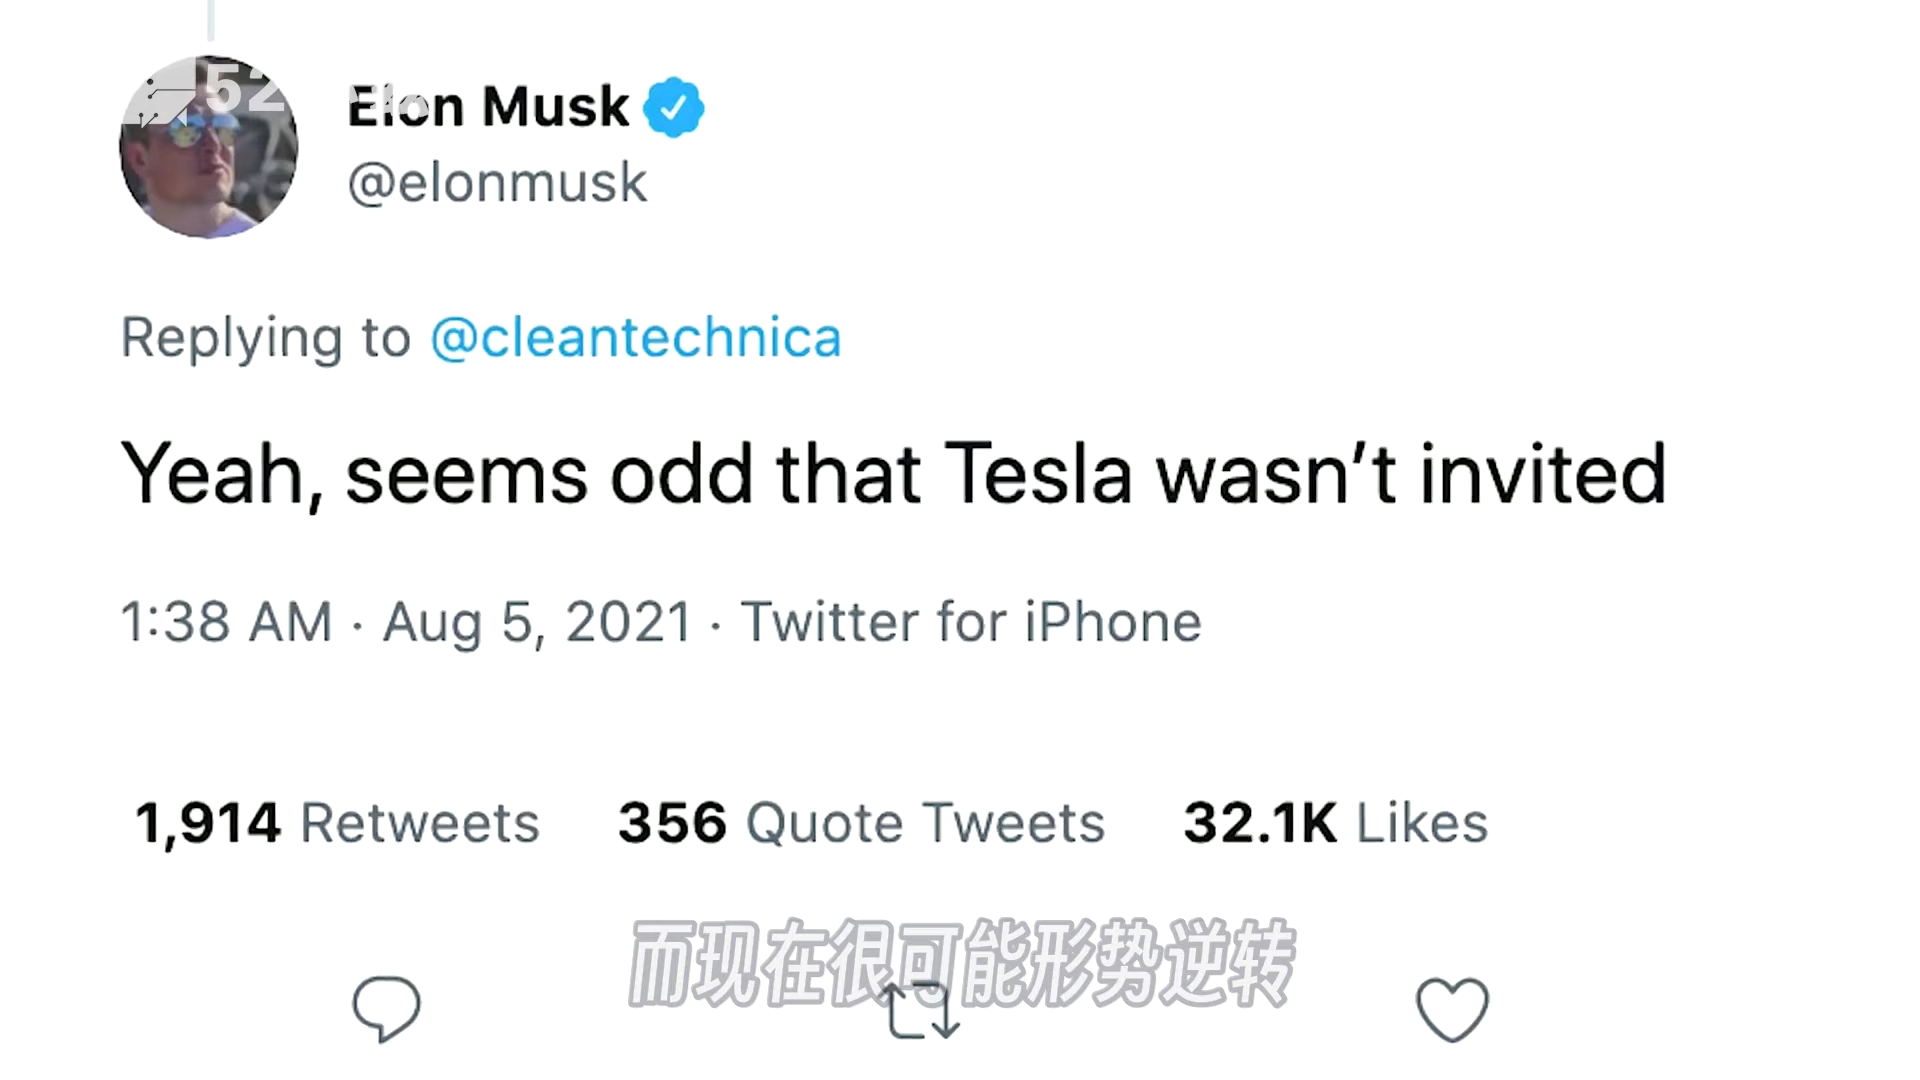 52
Elon Musk
@elonmusk
Replying to @cleantechnica
Yeah, seems odd that Tesla wasn’t invited
1:38 AM · Aug 5, 2021 · Twitter for iPhone
1,914 Retweets 356 Quote Tweets 32.1K Likes
而现在很可能形势逆转